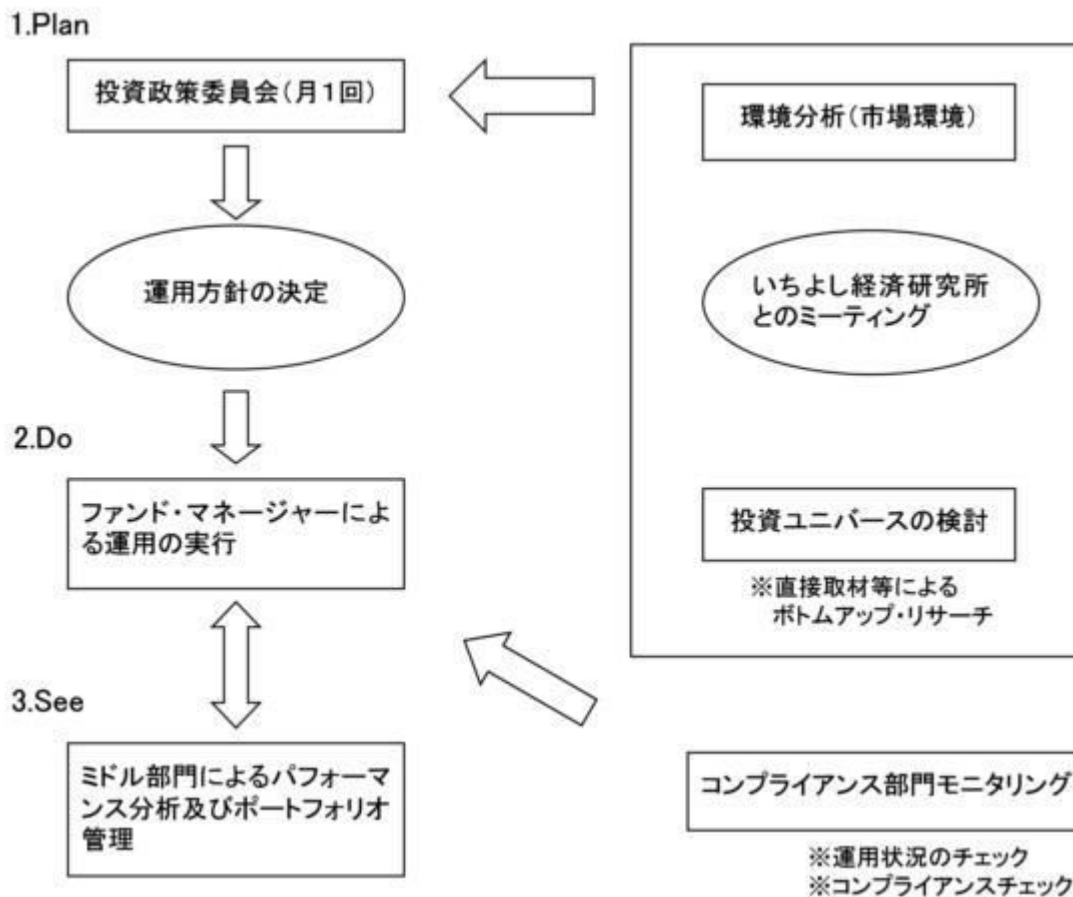 1.Plan
投資政策委員会(月1回)
運用方針の決定
2.Do
ファンド・マネージャーによ
る運用の実行
3.See
ミドル部門によるパフォーマ
ンス分析及びポートフォリオ
管理
環境分析(市場環境)
いちよし経済研究所
とのミーティング
投資ユニバースの検討
※直接取材等による
ボトムアップ・リサーチ
コンプライアンス部門モニタリング
※運用状況のチェック
※コンプライアンスチェック